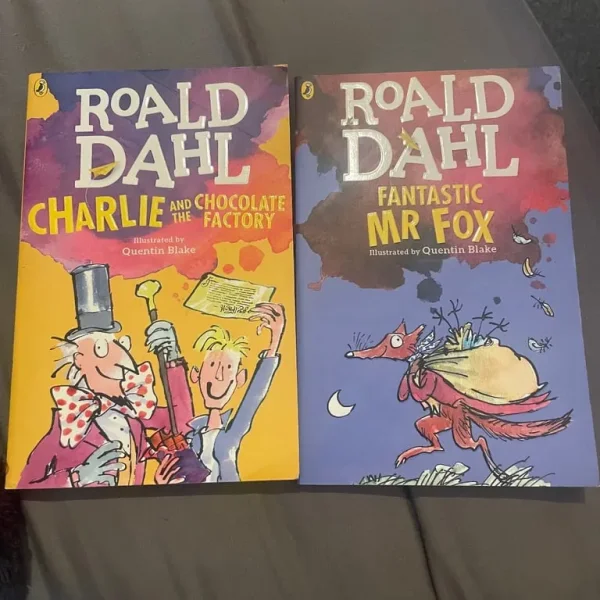 ROALD
DAHL
CHARLIE AND THE CHOCOLATE FACTORY
Illustrated by
Quentin Blake
ROALD
DAHL
FANTASTIC
MR FOX
Illustrated by Quentin Blake